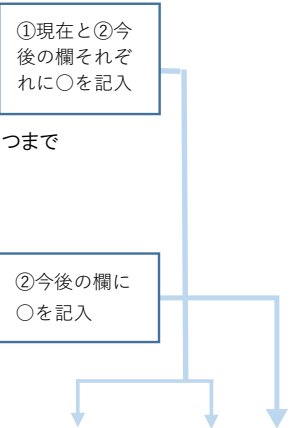 ①現在と②今
後の欄それぞ
れに○を記入
つまで
②今後の欄に
○を記入